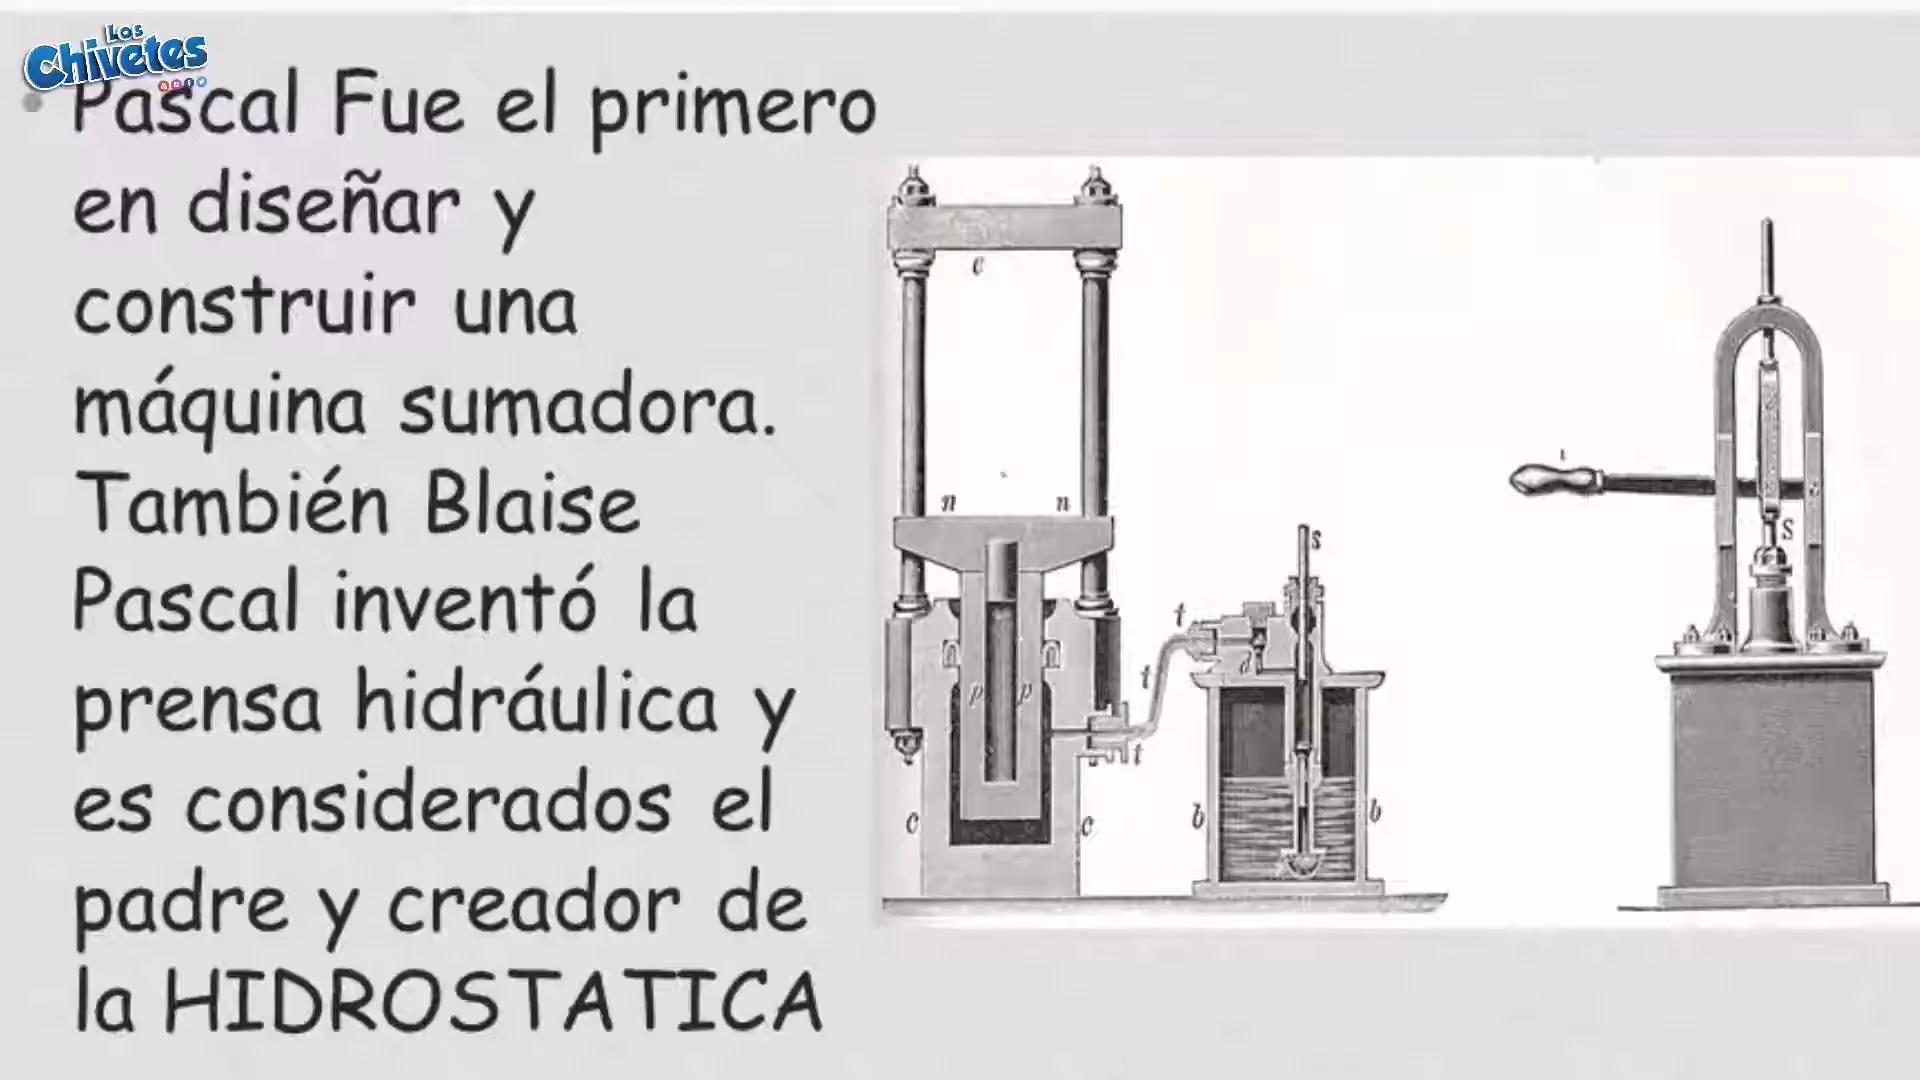 Los
Chivetes
Pascal Fue el primero
en diseñar y
construir una
máquina sumadora.
También Blaise
Pascal inventó la
prensa hidráulica y
es considerados el
padre y creador de
la HIDROSTATICA
c
n n
s
t
t
d
p p
t
c c
b b
1
S